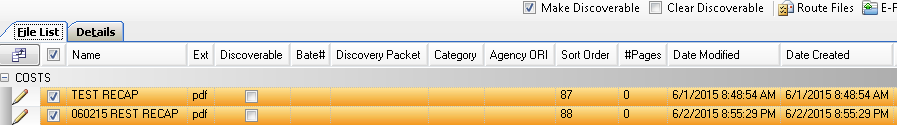 Make Discoverable Clear Discoverable Route Files E-F
File List Details
Name Ext Discoverable Bate# Discovery Packet Category Agency ORI Sort Order #Pages Date Modified Date Created
COSTS
TEST RECAP pdf 87 0 6/1/2015 8:48:54 AM 6/1/2015 8:48:54 AM
060215 REST RECAP pdf 88 0 6/2/2015 8:55:29 PM 6/2/2015 8:55:29 PM